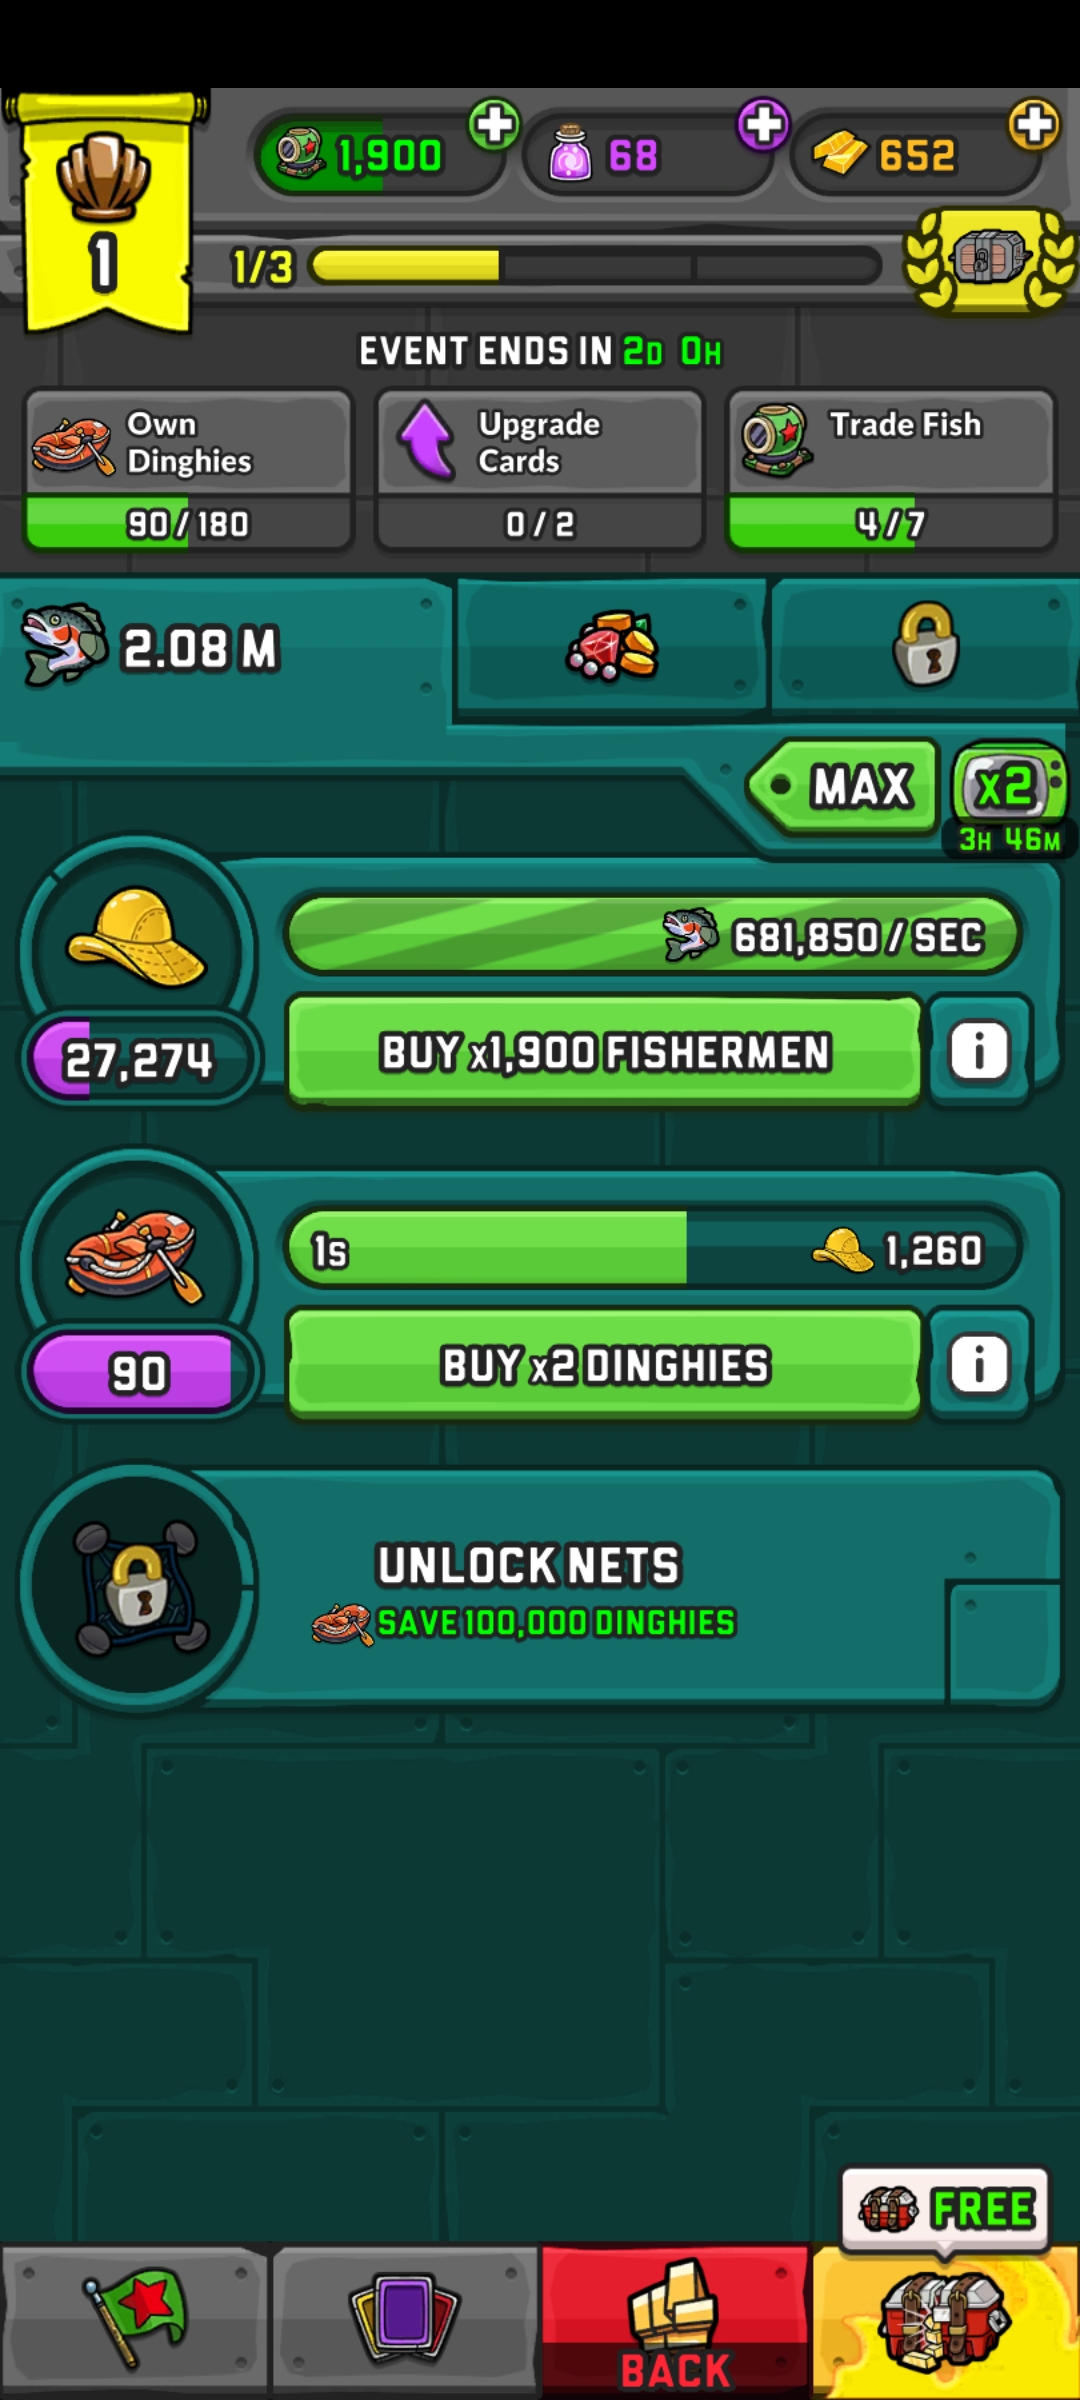 1,900
68
652
1
1/3
EVENT ENDS IN 2D 0H
Own Dinghies
90/180
Upgrade Cards
0/2
Trade Fish
4/7
2.08 M
MAX
x2
3H 46M
681,850/SEC
27,274
BUY x1,900 FISHERMEN
i
1s
1,260
90
BUY x2 DINGHIES
i
UNLOCK NETS
SAVE 100,000 DINGHIES
FREE
BACK